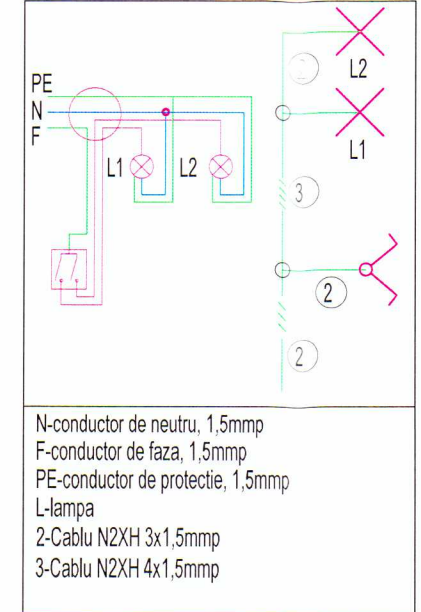 PE
N
F
L1
L2
L2
L1
3
2
2
N-conductor de neutru, 1,5mmp
F-conductor de faza, 1,5mmp
PE-conductor de protectie, 1,5mmp
L-lampa
2-Cablu N2XH 3x1,5mmp
3-Cablu N2XH 4x1,5mmp